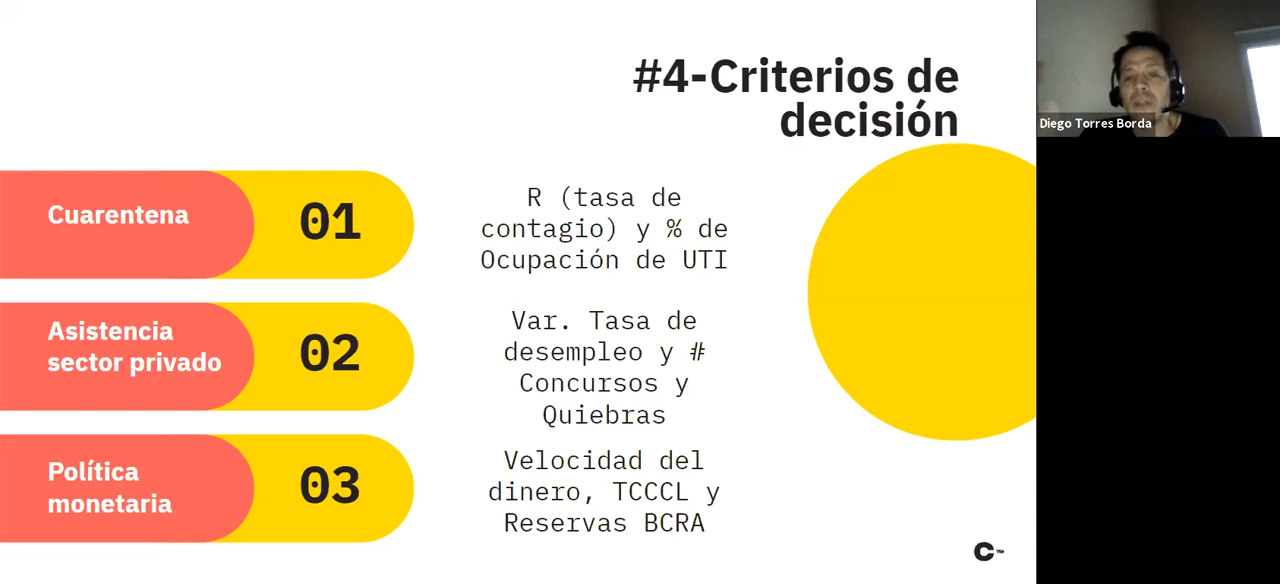 #4-Criterios de
decisión
Cuarentena
01
R (tasa de
contagio) y % de
Ocupación de UTI
Asistencia
sector privado
02
Var. Tasa de
desempleo y #
Concursos y
Quiebras
Política
monetaria
03
Velocidad del
dinero, TCCCL y
Reservas BCRA
C™
Diego Torres Borda